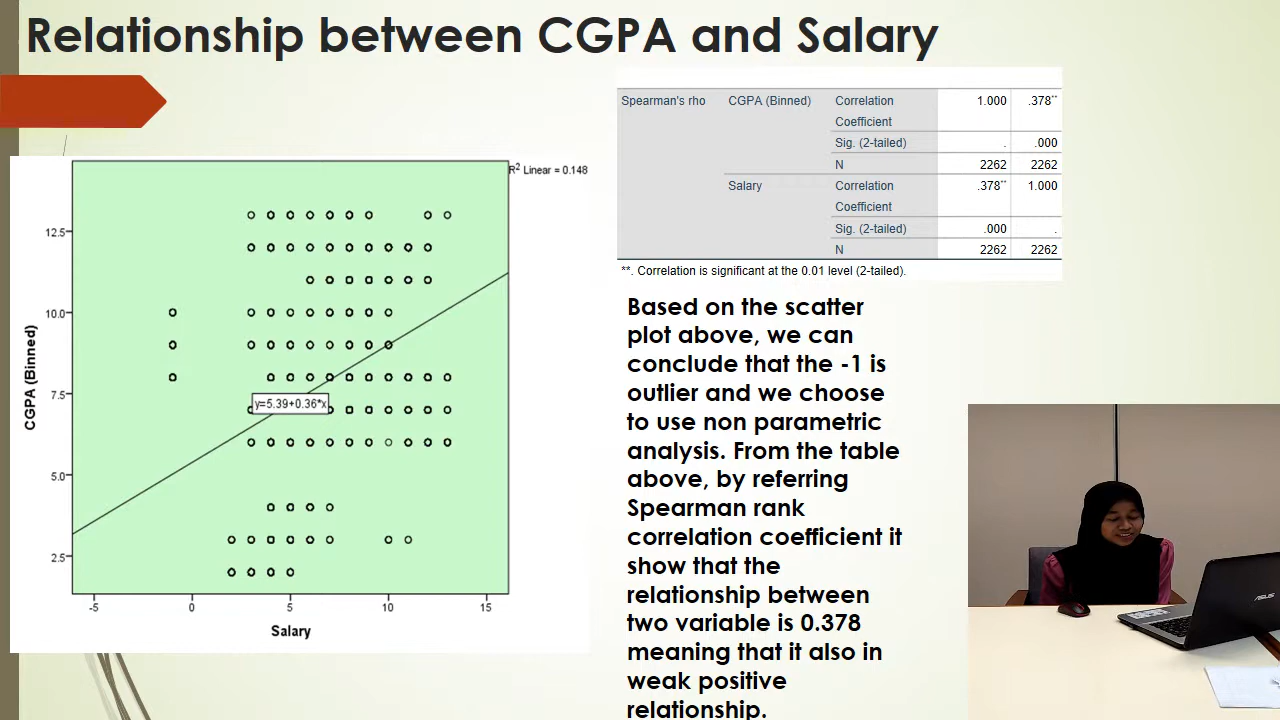 Relationship between CGPA and Salary
Spearman's rho CGPA (Binned) Correlation Coefficient 1.000 .378**
Sig. (2-tailed) . .000
N 2262 2262
Salary Correlation Coefficient .378** 1.000
Sig. (2-tailed) .000 .
N 2262 2262
**. Correlation is significant at the 0.01 level (2-tailed).
R2 Linear = 0.148
12.5
10.0
7.5
5.0
2.5
CGPA (Binned)
y=5.39+0.36*x
-5 0 5 10 15
Salary
Based on the scatter
plot above, we can
conclude that the -1 is
outlier and we choose
to use non parametric
analysis. From the table
above, by referring
Spearman rank
correlation coefficient it
show that the
relationship between
two variable is 0.378
meaning that it also in
weak positive
relationship.
ASUS